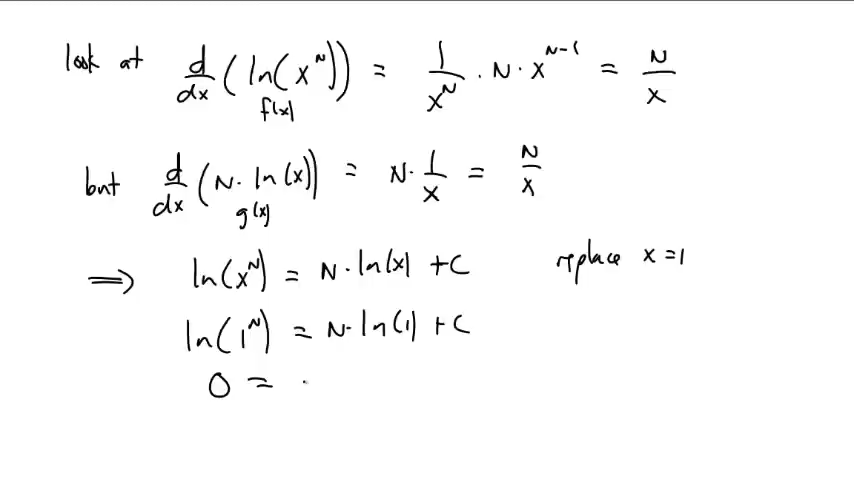 look at d/dx (ln(x^N)) = 1/x^N · N · x^(N-1) = N/x
f(x)
but d/dx (N · ln(x)) = N · 1/x = N/x
g(x)
⟹ ln(x^N) = N · ln(x) + C replace x = 1
ln(1^N) = N · ln(1) + C
0 = ·